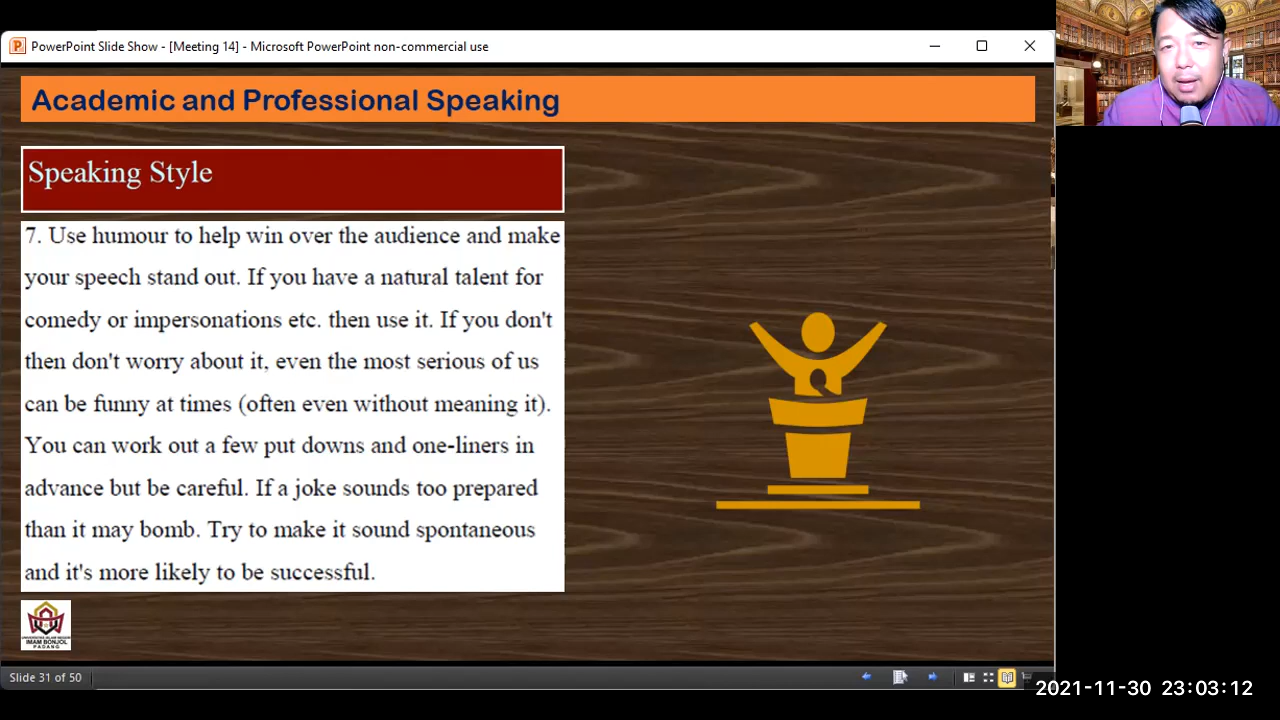 PowerPoint Slide Show - [Meeting 14] - Microsoft PowerPoint non-commercial use
Academic and Professional Speaking
Speaking Style
7. Use humour to help win over the audience and make
your speech stand out. If you have a natural talent for
comedy or impersonations etc. then use it. If you don't
then don't worry about it, even the most serious of us
can be funny at times (often even without meaning it).
You can work out a few put downs and one-liners in
advance but be careful. If a joke sounds too prepared
than it may bomb. Try to make it sound spontaneous
and it's more likely to be successful.
UNIVERSITAS ISLAM NEGERI
IMAM BONJOL
PADANG
Slide 31 of 50
2021-11-30 23:03:12